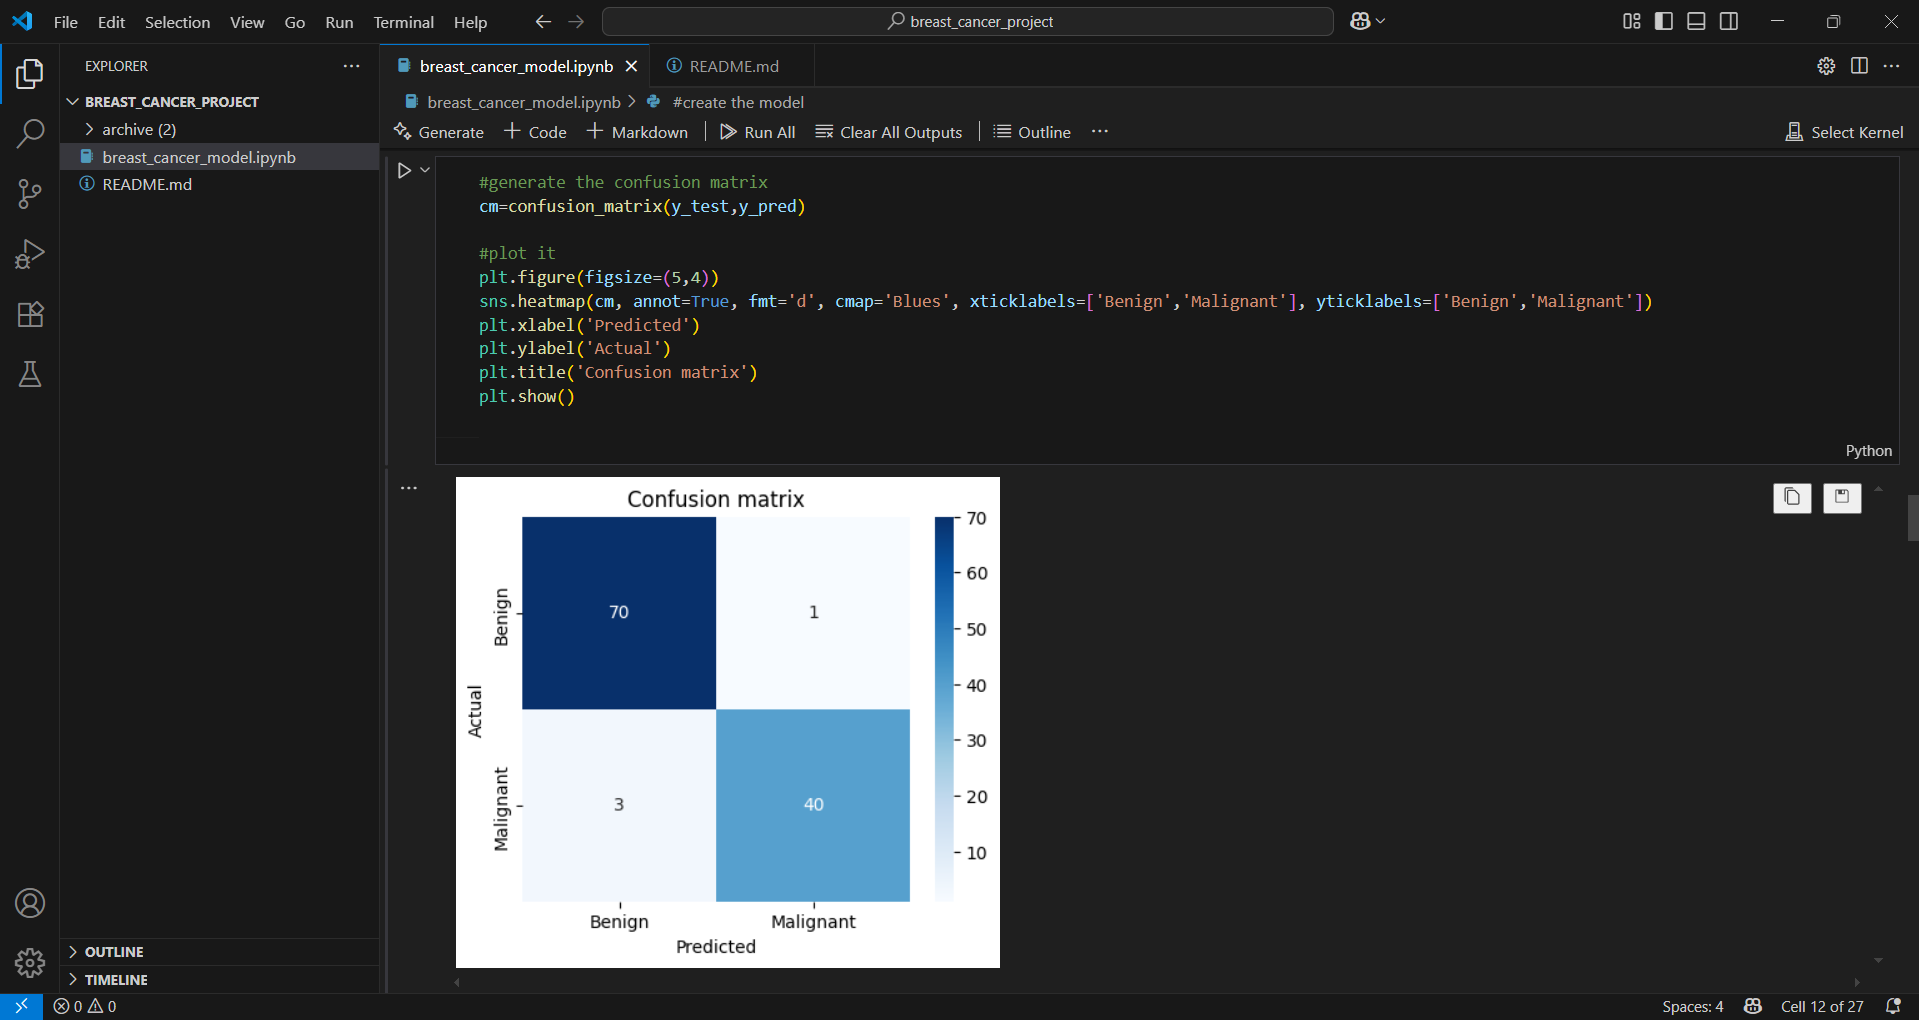 File Edit Selection View Go Run Terminal Help
breast_cancer_project
EXPLORER
BREAST_CANCER_PROJECT
archive (2)
breast_cancer_model.ipynb
README.md
OUTLINE
TIMELINE
breast_cancer_model.ipynb
README.md
breast_cancer_model.ipynb > #create the model
Generate + Code + Markdown | Run All Clear All Outputs | Outline ...
Select Kernel
#generate the confusion matrix
cm=confusion_matrix(y_test,y_pred)
#plot it
plt.figure(figsize=(5,4))
sns.heatmap(cm, annot=True, fmt='d', cmap='Blues', xticklabels=['Benign','Malignant'], yticklabels=['Benign','Malignant'])
plt.xlabel('Predicted')
plt.ylabel('Actual')
plt.title('Confusion matrix')
plt.show()
Python
Confusion matrix
Actual
Benign
Malignant
70
1
3
40
Benign
Malignant
Predicted
70
60
50
40
30
20
10
0 0
Spaces: 4
Cell 12 of 27